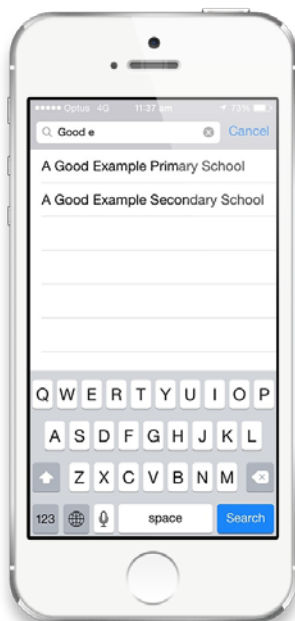 Optus 4G 11:37 am 73%
Good e Cancel
A Good Example Primary School
A Good Example Secondary School
Q W E R T Y U I O P
A S D F G H J K L
Z X C V B N M
123 space Search